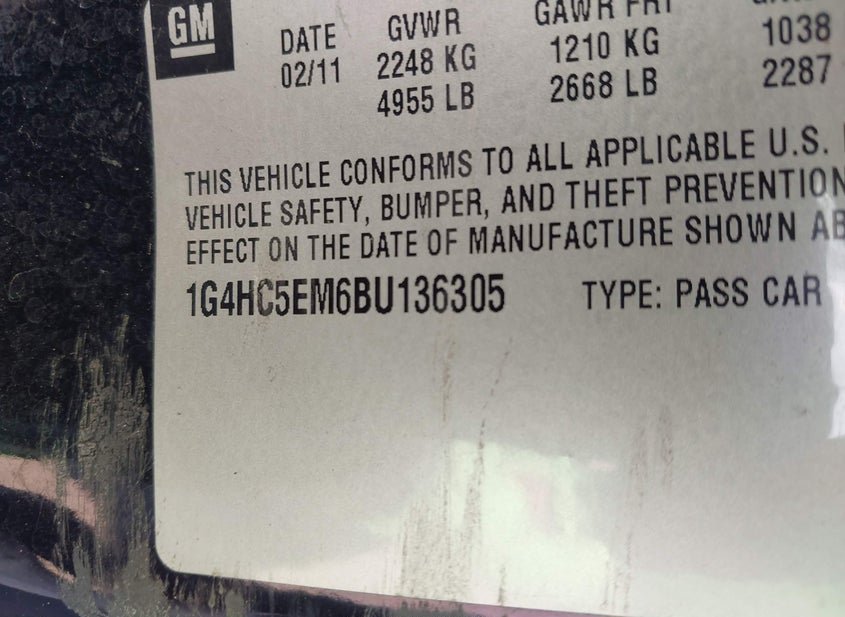 GM
DATE GVWR GAWR FRT
02/11 2248 KG 1210 KG 1038
4955 LB 2668 LB 2287
THIS VEHICLE CONFORMS TO ALL APPLICABLE U.S.
VEHICLE SAFETY, BUMPER, AND THEFT PREVENTION
EFFECT ON THE DATE OF MANUFACTURE SHOWN AB
1G4HC5EM6BU136305 TYPE: PASS CAR